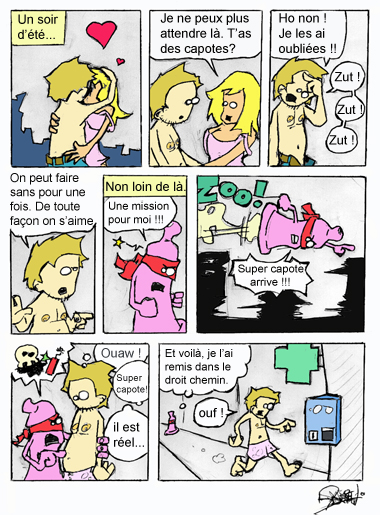 Un soir
d'été...
Je ne peux plus
attendre là. T'as
des capotes?
Ho non !
Je les ai
oubliées !!
Zut !
Zut !
Zut !
On peut faire
sans pour une
fois. De toute
façon on s'aime.
Non loin de là.
Une mission
pour moi !!!
ZOO!
Super capote
arrive !!!
Ouaw !
Super
capote!
il est
réel...
Et voilà, je l'ai
remis dans le
droit chemin.
ouf !